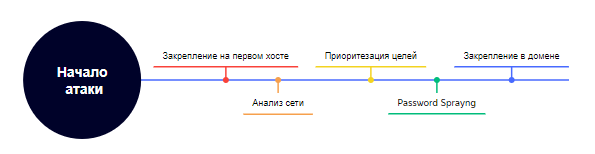 Начало
атаки
Закрепление на первом хосте
Анализ сети
Приоритезация целей
Password Sprayng
Закрепление в домене